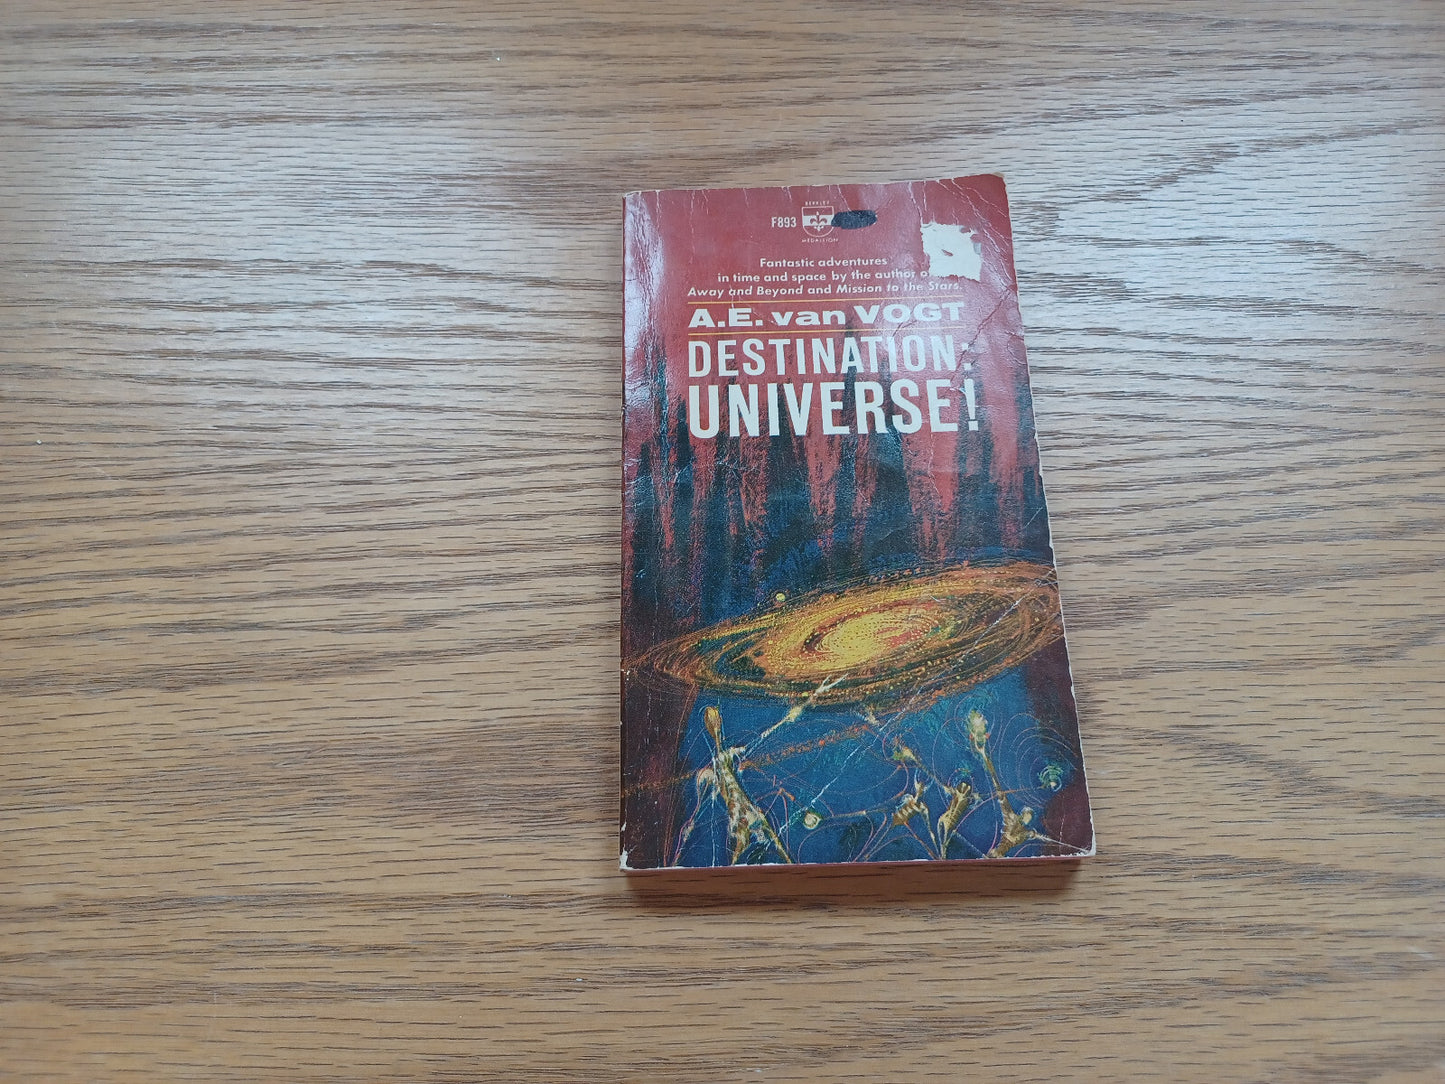 BERKLEY
F893
MEDALLION
Fantastic adventures
in time and space by the author
Away and Beyond and Mission to the Stars.
A.E. van VOGT
DESTINATION:
UNIVERSE!